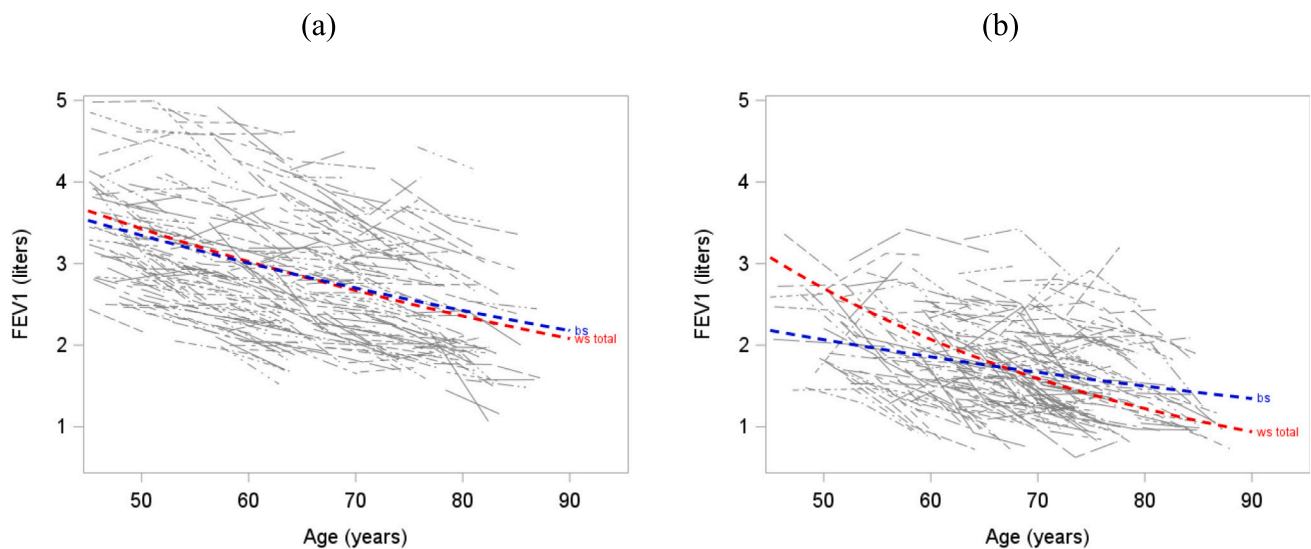 (a)
5
4
3
2
1
FEV1 (liters)
bs
ws total
50 60 70 80 90
Age (years)
(b)
5
4
3
2
1
FEV1 (liters)
bs
ws total
50 60 70 80 90
Age (years)